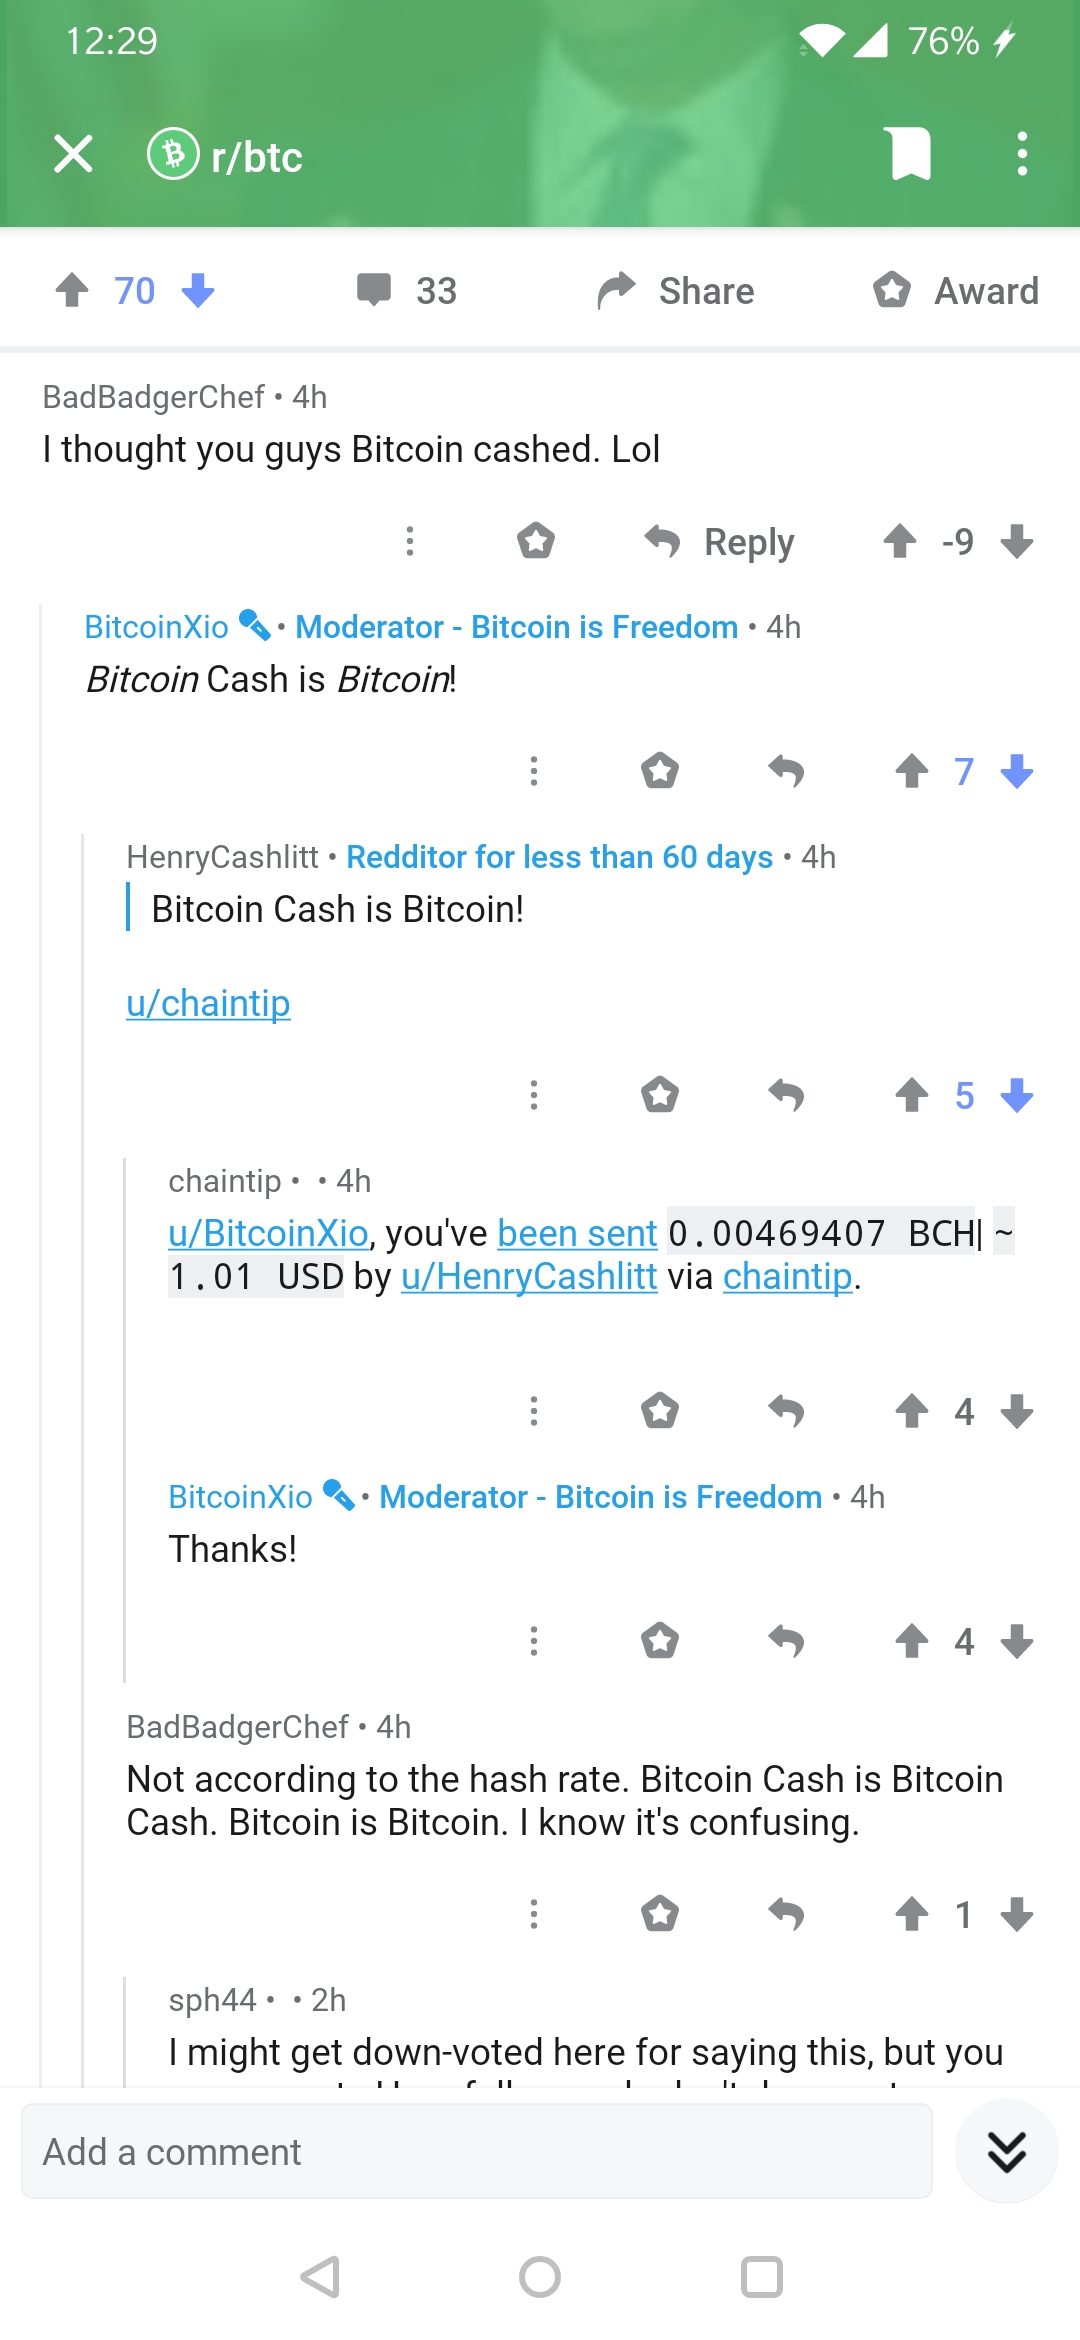 12:29
76%
r/btc
70
33
Share
Award
BadBadgerChef • 4h
I thought you guys Bitcoin cashed. Lol
Reply
-9
BitcoinXio • Moderator - Bitcoin is Freedom • 4h
Bitcoin Cash is Bitcoin!
7
HenryCashlitt • Redditor for less than 60 days • 4h
Bitcoin Cash is Bitcoin!
u/chaintip
5
chaintip • • 4h
u/BitcoinXio, you've been sent 0.00469407 BCH| ~
1.01 USD by u/HenryCashlitt via chaintip.
4
BitcoinXio • Moderator - Bitcoin is Freedom • 4h
Thanks!
4
BadBadgerChef • 4h
Not according to the hash rate. Bitcoin Cash is Bitcoin
Cash. Bitcoin is Bitcoin. I know it's confusing.
1
sph44 • • 2h
I might get down-voted here for saying this, but you
Add a comment